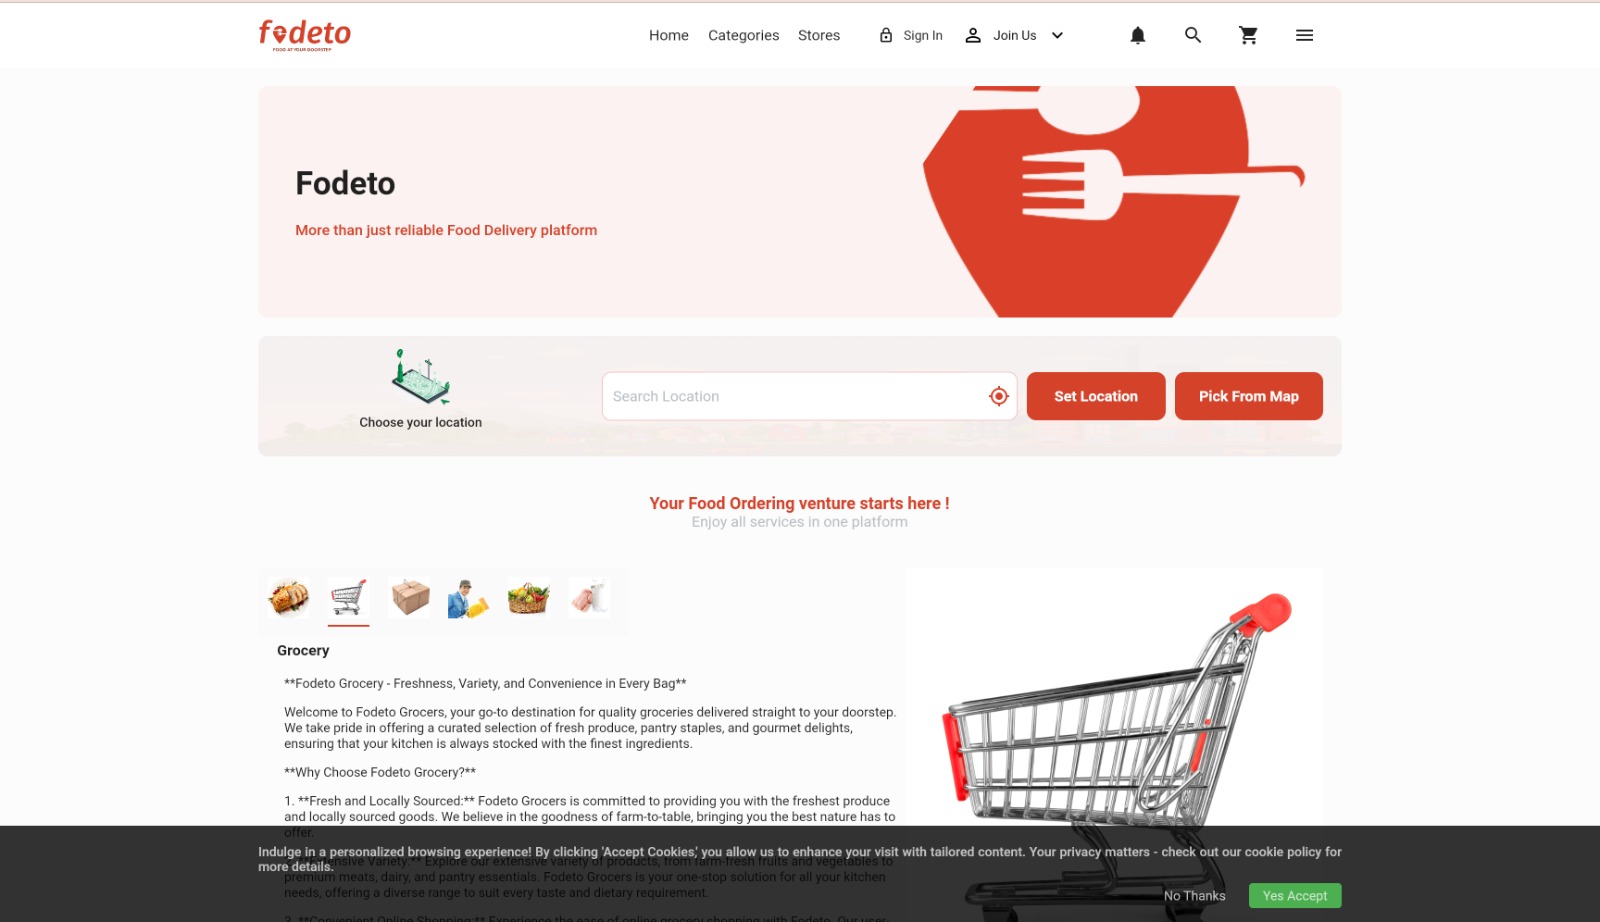 fodeto
FOOD AT YOUR DOORSTEP
Home
Categories
Stores
Sign In
Join Us
Fodeto
More than just reliable Food Delivery platform
Choose your location
Search Location
Set Location
Pick From Map
Your Food Ordering venture starts here !
Enjoy all services in one platform
Grocery
**Fodeto Grocery - Freshness, Variety, and Convenience in Every Bag**
Welcome to Fodeto Grocers, your go-to destination for quality groceries delivered straight to your doorstep.
We take pride in offering a curated selection of fresh produce, pantry staples, and gourmet delights,
ensuring that your kitchen is always stocked with the finest ingredients.
**Why Choose Fodeto Grocery?**
1. **Fresh and Locally Sourced:** Fodeto Grocers is committed to providing you with the freshest produce
and locally sourced goods. We believe in the goodness of farm-to-table, bringing you the best nature has to
offer.
Indulge in a personalized browsing experience! By clicking 'Accept Cookies,' you allow us to enhance your visit with tailored content. Your privacy matters - check out our cookie policy for
more details.
**Extensive Variety:** Explore our extensive variety of products, from farm-fresh fruits and vegetables to
premium meats, dairy, and pantry essentials. Fodeto Grocers is your one-stop solution for all your kitchen
needs, offering a diverse range to suit every taste and dietary requirement.
No Thanks
Yes Accept
3. **Convenient Online Shopping:** Experience the ease of online grocery shopping with Fodeto. Our user-